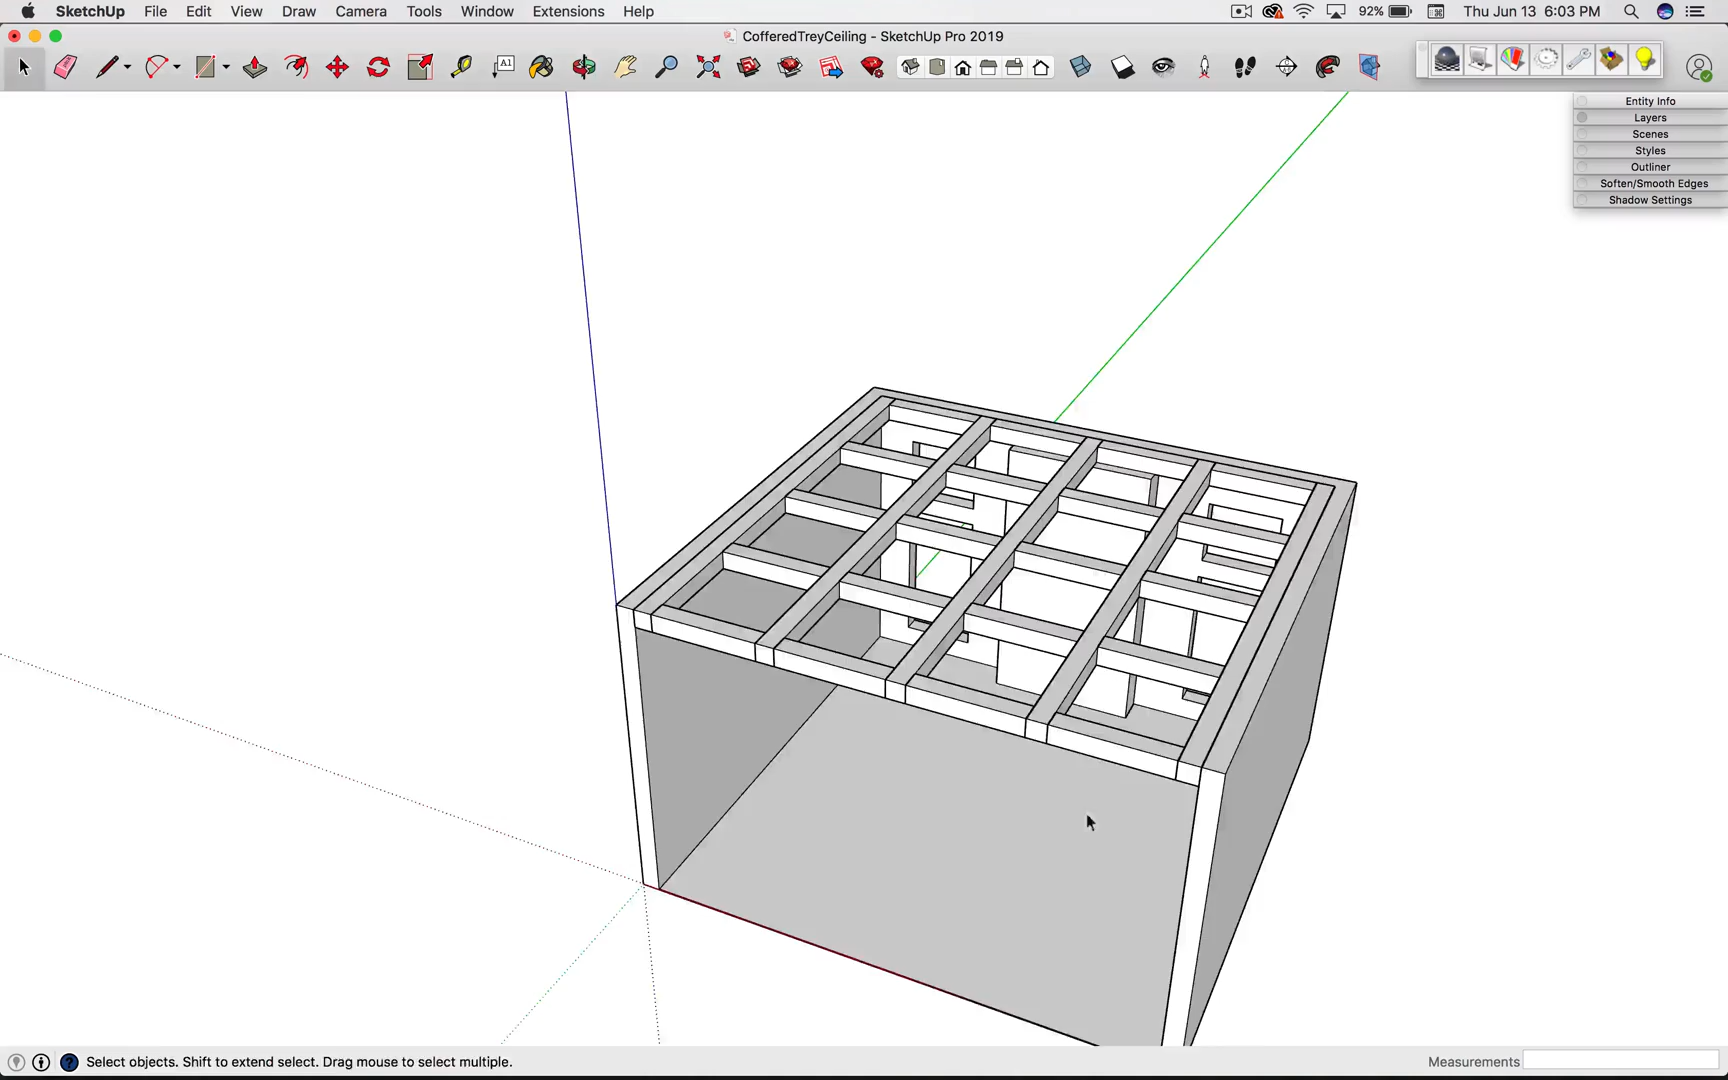 SketchUp File Edit View Draw Camera Tools Window Extensions Help 92% Thu Jun 13 6:03 PM
CofferedTreyCeiling - SketchUp Pro 2019
A1
Entity Info
Layers
Scenes
Styles
Outliner
Soften/Smooth Edges
Shadow Settings
Select objects. Shift to extend select. Drag mouse to select multiple. Measurements